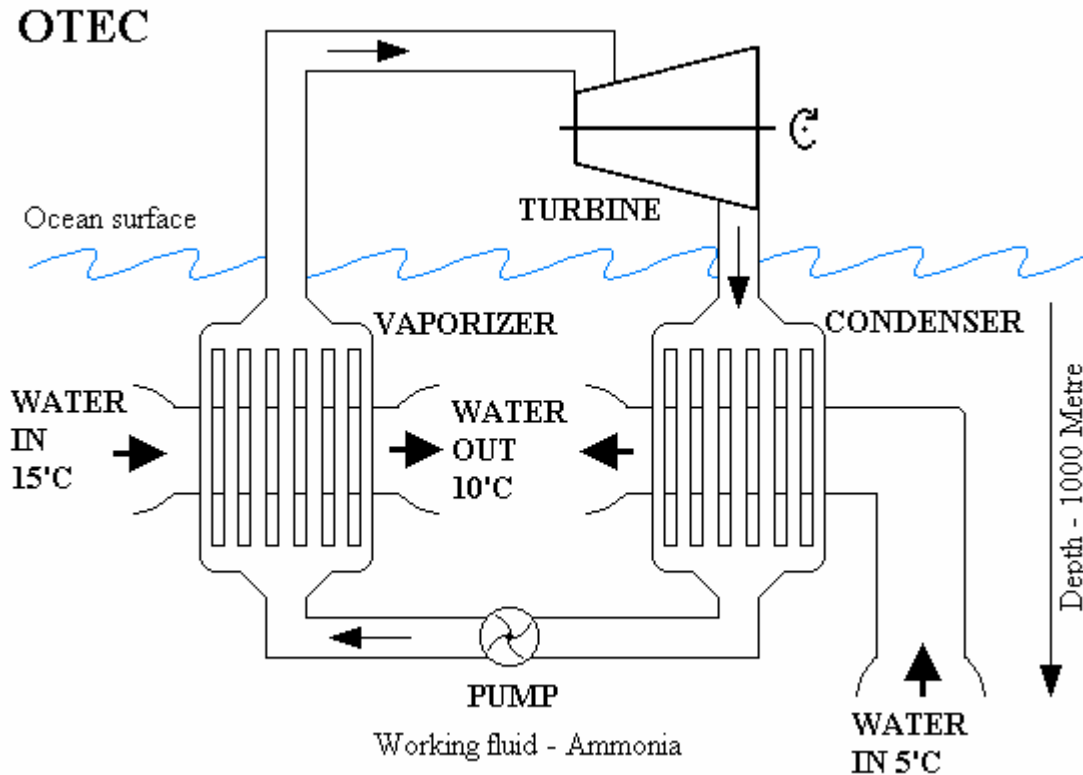 OTEC
TURBINE
Ocean surface
VAPORIZER
CONDENSER
WATER
IN
15'C
WATER
OUT
10'C
Depth - 1000 Metre
PUMP
Working fluid - Ammonia
WATER
IN 5'C